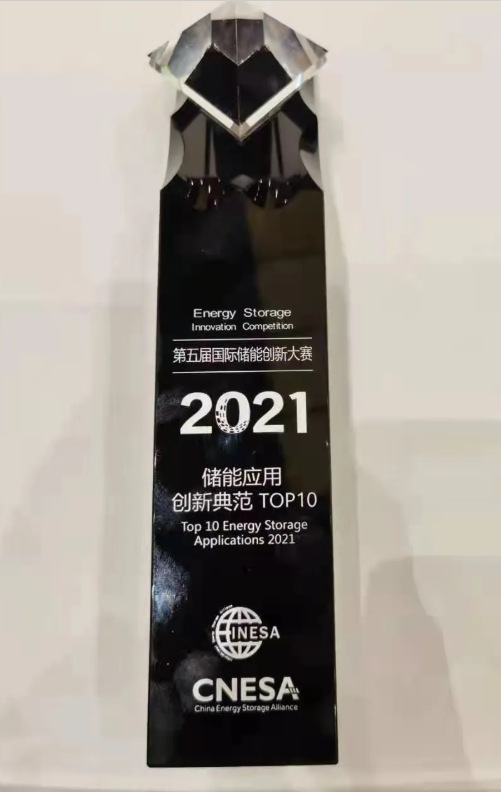 Energy Storage
Innovation Competition
第五届国际储能创新大赛
2021
储能应用
创新典范 TOP10
Top 10 Energy Storage
Applications 2021
INESA
CNESA
China Energy Storage Alliance